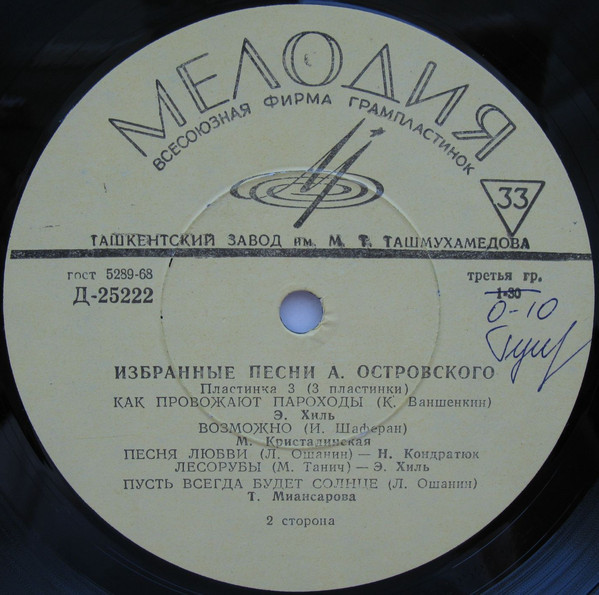 МЕЛОДИЯ
ВСЕСОЮЗНАЯ ФИРМА ГРАМПЛАСТИНОК
33
ТАШКЕНТСКИЙ ЗАВОД им. М. Т. ТАШМУХАМЕДОВА
гост 5289-68
третья гр.
Д-25222
1-30
0-10
ИЗБРАННЫЕ ПЕСНИ А. ОСТРОВСКОГО
Пластинка 3 (3 пластинки)
КАК ПРОВОЖАЮТ ПАРОХОДЫ (К. Ваншенкин)
Э. Хиль
ВОЗМОЖНО (И. Шаферан)
М. Кристалинская
ПЕСНЯ ЛЮБВИ (Л. Ошанин) — Н. Кондратюк
ЛЕСОРУБЫ (М. Танич) — Э. Хиль
ПУСТЬ ВСЕГДА БУДЕТ СОЛНЦЕ (Л. Ошанин)
Т. Миансарова
2 сторона